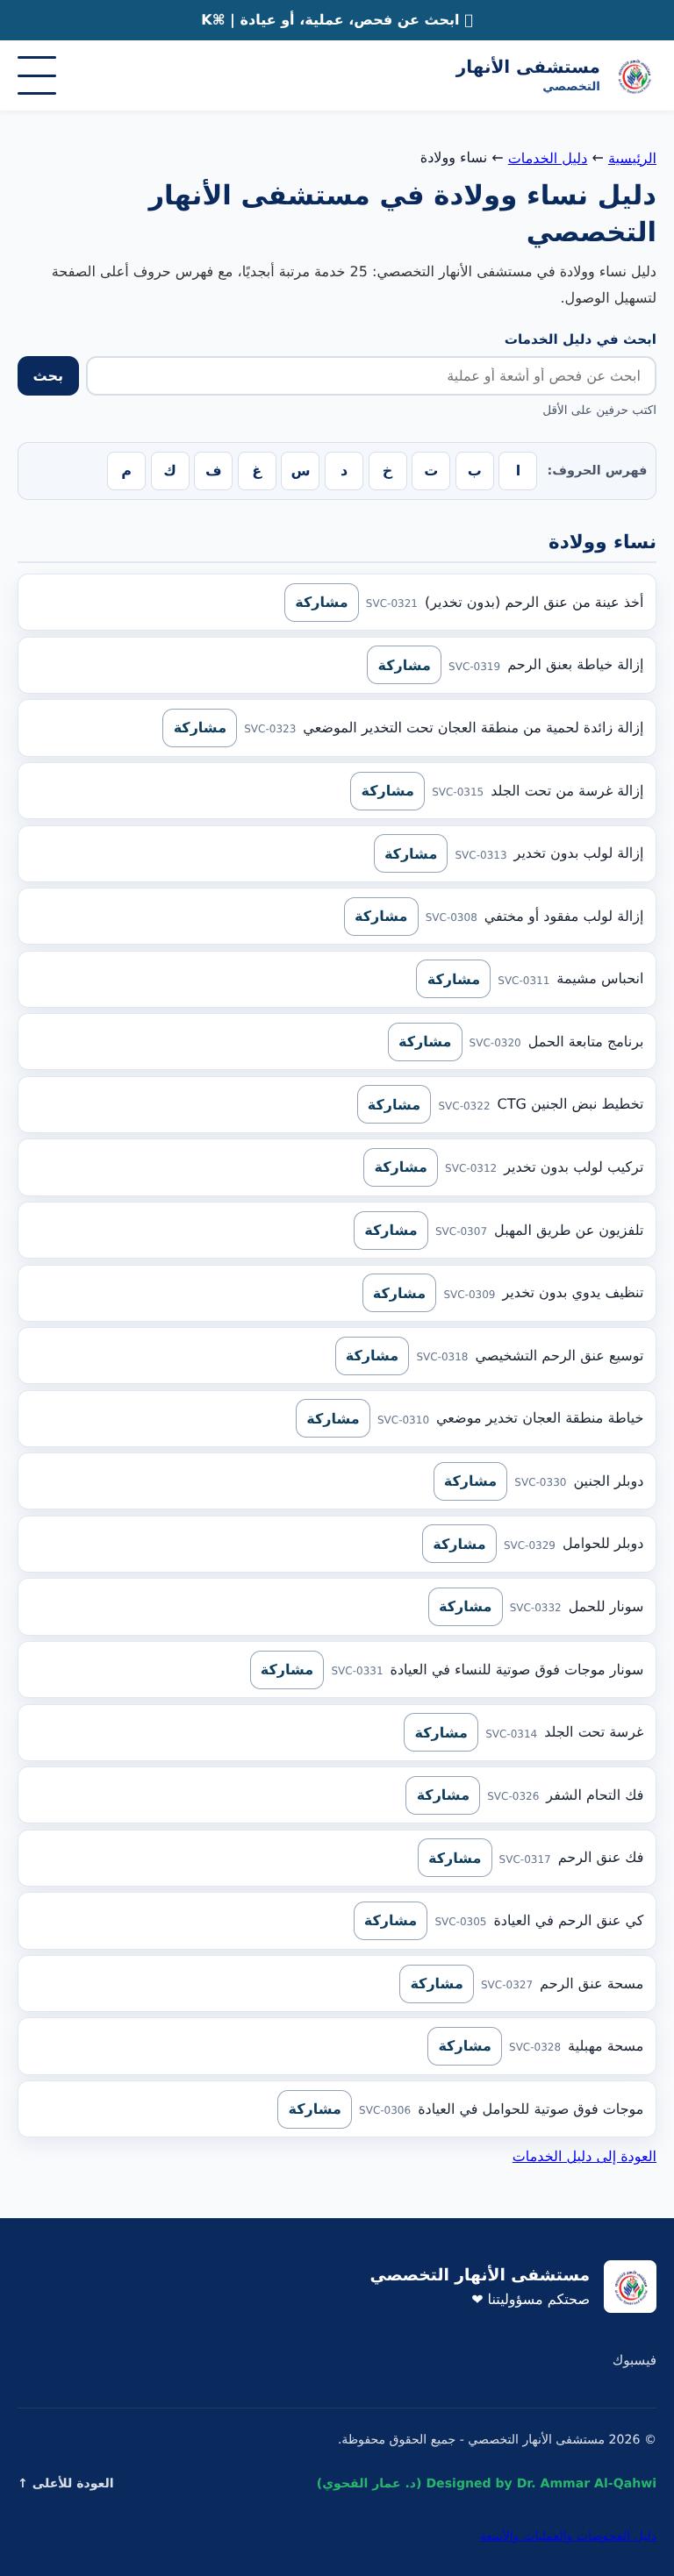 ابحث عن فحص، عملية، أو عيادة | ⌘K
مستشفى الأنهار
التخصصي
الرئيسية ← دليل الخدمات ← نساء وولادة
دليل نساء وولادة في مستشفى الأنهار
التخصصي
دليل نساء وولادة في مستشفى الأنهار التخصصي: 25 خدمة مرتبة أبجديًا، مع فهرس حروف أعلى الصفحة
لتسهيل الوصول.
ابحث في دليل الخدمات
ابحث عن فحص أو أشعة أو عملية
بحث
اكتب حرفين على الأقل
فهرس الحروف: ا ب ت خ د س غ ف ك م
نساء وولادة
أخذ عينة من عنق الرحم (بدون تخدير) SVC-0321 مشاركة
إزالة خياطة بعنق الرحم SVC-0319 مشاركة
إزالة زائدة لحمية من منطقة العجان تحت التخدير الموضعي SVC-0323 مشاركة
إزالة غرسة من تحت الجلد SVC-0315 مشاركة
إزالة لولب بدون تخدير SVC-0313 مشاركة
إزالة لولب مفقود أو مختفي SVC-0308 مشاركة
انحباس مشيمة SVC-0311 مشاركة
برنامج متابعة الحمل SVC-0320 مشاركة
تخطيط نبض الجنين CTG SVC-0322 مشاركة
تركيب لولب بدون تخدير SVC-0312 مشاركة
تلفزيون عن طريق المهبل SVC-0307 مشاركة
تنظيف يدوي بدون تخدير SVC-0309 مشاركة
توسيع عنق الرحم التشخيصي SVC-0318 مشاركة
خياطة منطقة العجان تخدير موضعي SVC-0310 مشاركة
دوبلر الجنين SVC-0330 مشاركة
دوبلر للحوامل SVC-0329 مشاركة
سونار للحمل SVC-0332 مشاركة
سونار موجات فوق صوتية للنساء في العيادة SVC-0331 مشاركة
غرسة تحت الجلد SVC-0314 مشاركة
فك التحام الشفر SVC-0326 مشاركة
فك عنق الرحم SVC-0317 مشاركة
كي عنق الرحم في العيادة SVC-0305 مشاركة
مسحة عنق الرحم SVC-0327 مشاركة
مسحة مهبلية SVC-0328 مشاركة
موجات فوق صوتية للحوامل في العيادة SVC-0306 مشاركة
العودة إلى دليل الخدمات
مستشفى الأنهار التخصصي
صحتكم مسؤوليتنا ❤
فيسبوك
© 2026 مستشفى الأنهار التخصصي - جميع الحقوق محفوظة.
Designed by Dr. Ammar Al-Qahwi (د. عمار القحوي)
العودة للأعلى ↑
دليل الفحوصات والعمليات والأشعة